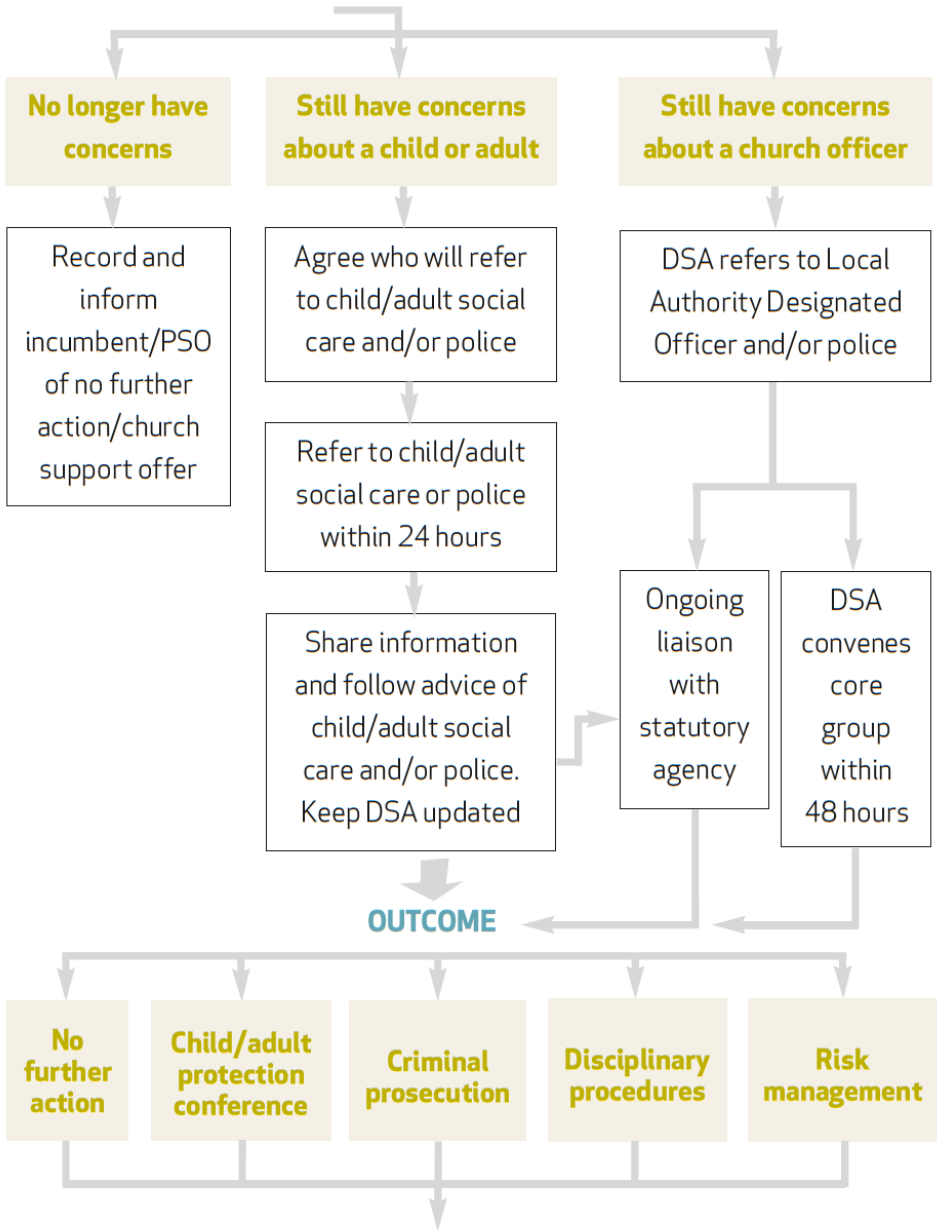 No longer have
concerns
Still have concerns
about a child or adult
Still have concerns
about a church officer
Record and
inform
incumbent/PSO
of no further
action/church
support offer
Agree who will refer
to child/adult social
care and/or police
DSA refers to Local
Authority Designated
Officer and/or police
Refer to child/adult
social care or police
within 24 hours
Share information
and follow advice of
child/adult social
care and/or police.
Keep DSA updated
Ongoing
liaison
with
statutory
agency
DSA
convenes
core
group
within
48 hours
OUTCOME
No
further
action
Child/adult
protection
conference
Criminal
prosecution
Disciplinary
procedures
Risk
management